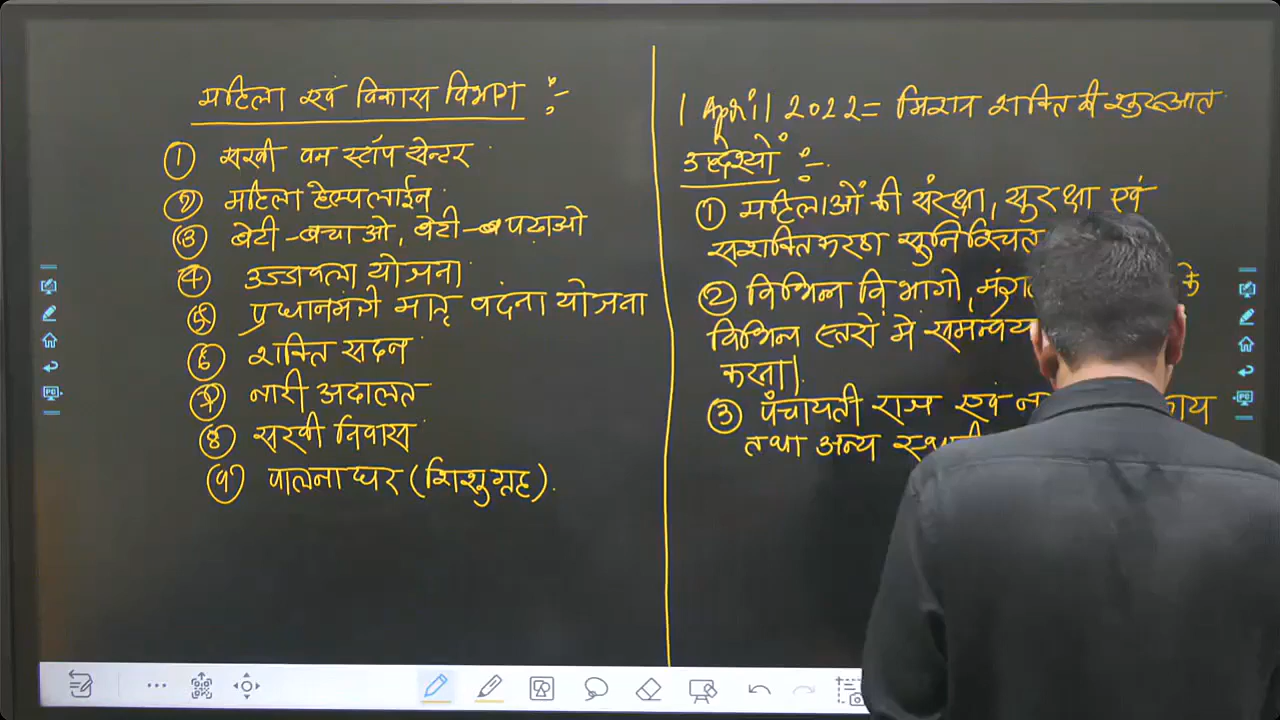 महिला एवं विकास विभाग :-
① सखी वन स्टॉप सेन्टर
② महिला हेल्पलाईन
③ बेटी-बचाओ, बेटी-ब पढाओ
④ उज्जवला योजना
⑤ प्रधानमंत्री मातृ वंदना योजना
⑥ शक्ति सदन
⑦ नारी अदालत
⑧ सखी निवास
⑨ पालना घर (शिशु गृह).
1 April 2022 = मिशन शक्ति की शुरुआत
उद्देश्यो :-
① महिलाओं की संरक्षा, सुरक्षा एवं
सशक्तिकरण सुनिश्चित
② विभिन्न विभागो, के
विभिन्न स्तरो में समन्वय
करना।
③ पंचायती राज एवं
तथा अन्य